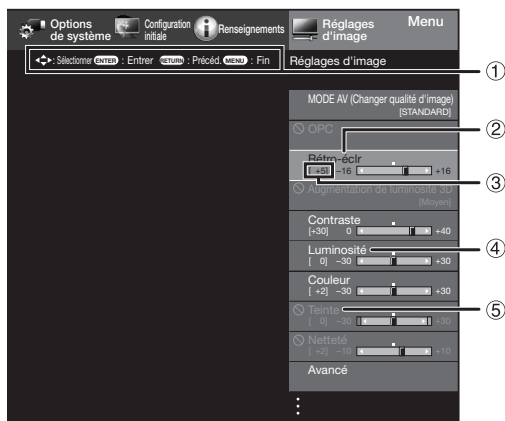 Options de système
Configuration initiale
Renseignements
Réglages d'image
Menu
: Sélectionner ENTER : Entrer RETURN : Précéd. MENU : Fin
Réglages d'image
①
MODE AV (Changer qualité d'image)
[STANDARD]
OPC
②
Rétro-éclr
[ +5] –16 +16
③
Augmentation de luminosité 3D
[Moyen]
Contraste
[+30] 0 +40
Luminosité
④
[ 0] –30 +30
Couleur
[ +2] –30 +30
Teinte
⑤
[ 0] –30 +30
Netteté
[ +2] –10 +10
Avancé